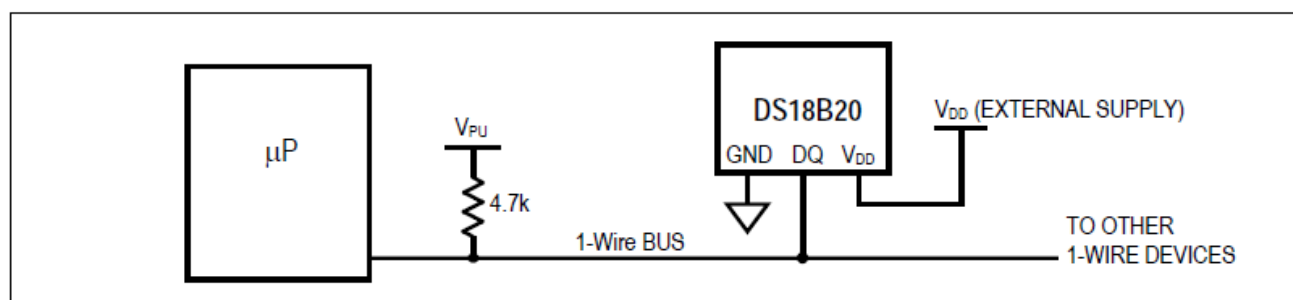 µP
V_PU
4.7k
1-Wire BUS
DS18B20
GND DQ V_DD
V_DD (EXTERNAL SUPPLY)
TO OTHER
1-WIRE DEVICES